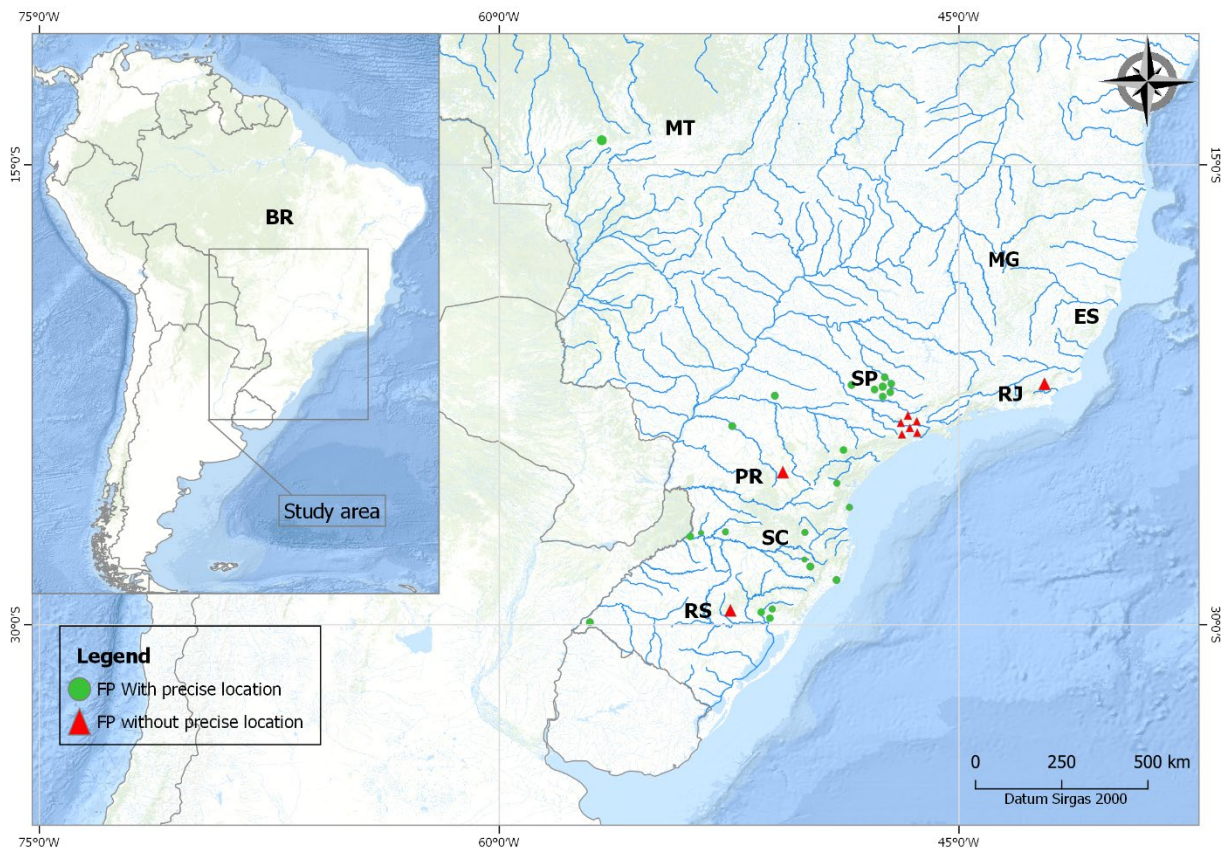 75°0'W 60°0'W 45°0'W
MT
15°0'S 15°0'S
BR
MG
ES
SP
RJ
PR
Study area
SC
RS
30°0'S 30°0'S
Legend
FP With precise location
FP without precise location
0 250 500 km
Datum Sirgas 2000
75°0'W 60°0'W 45°0'W